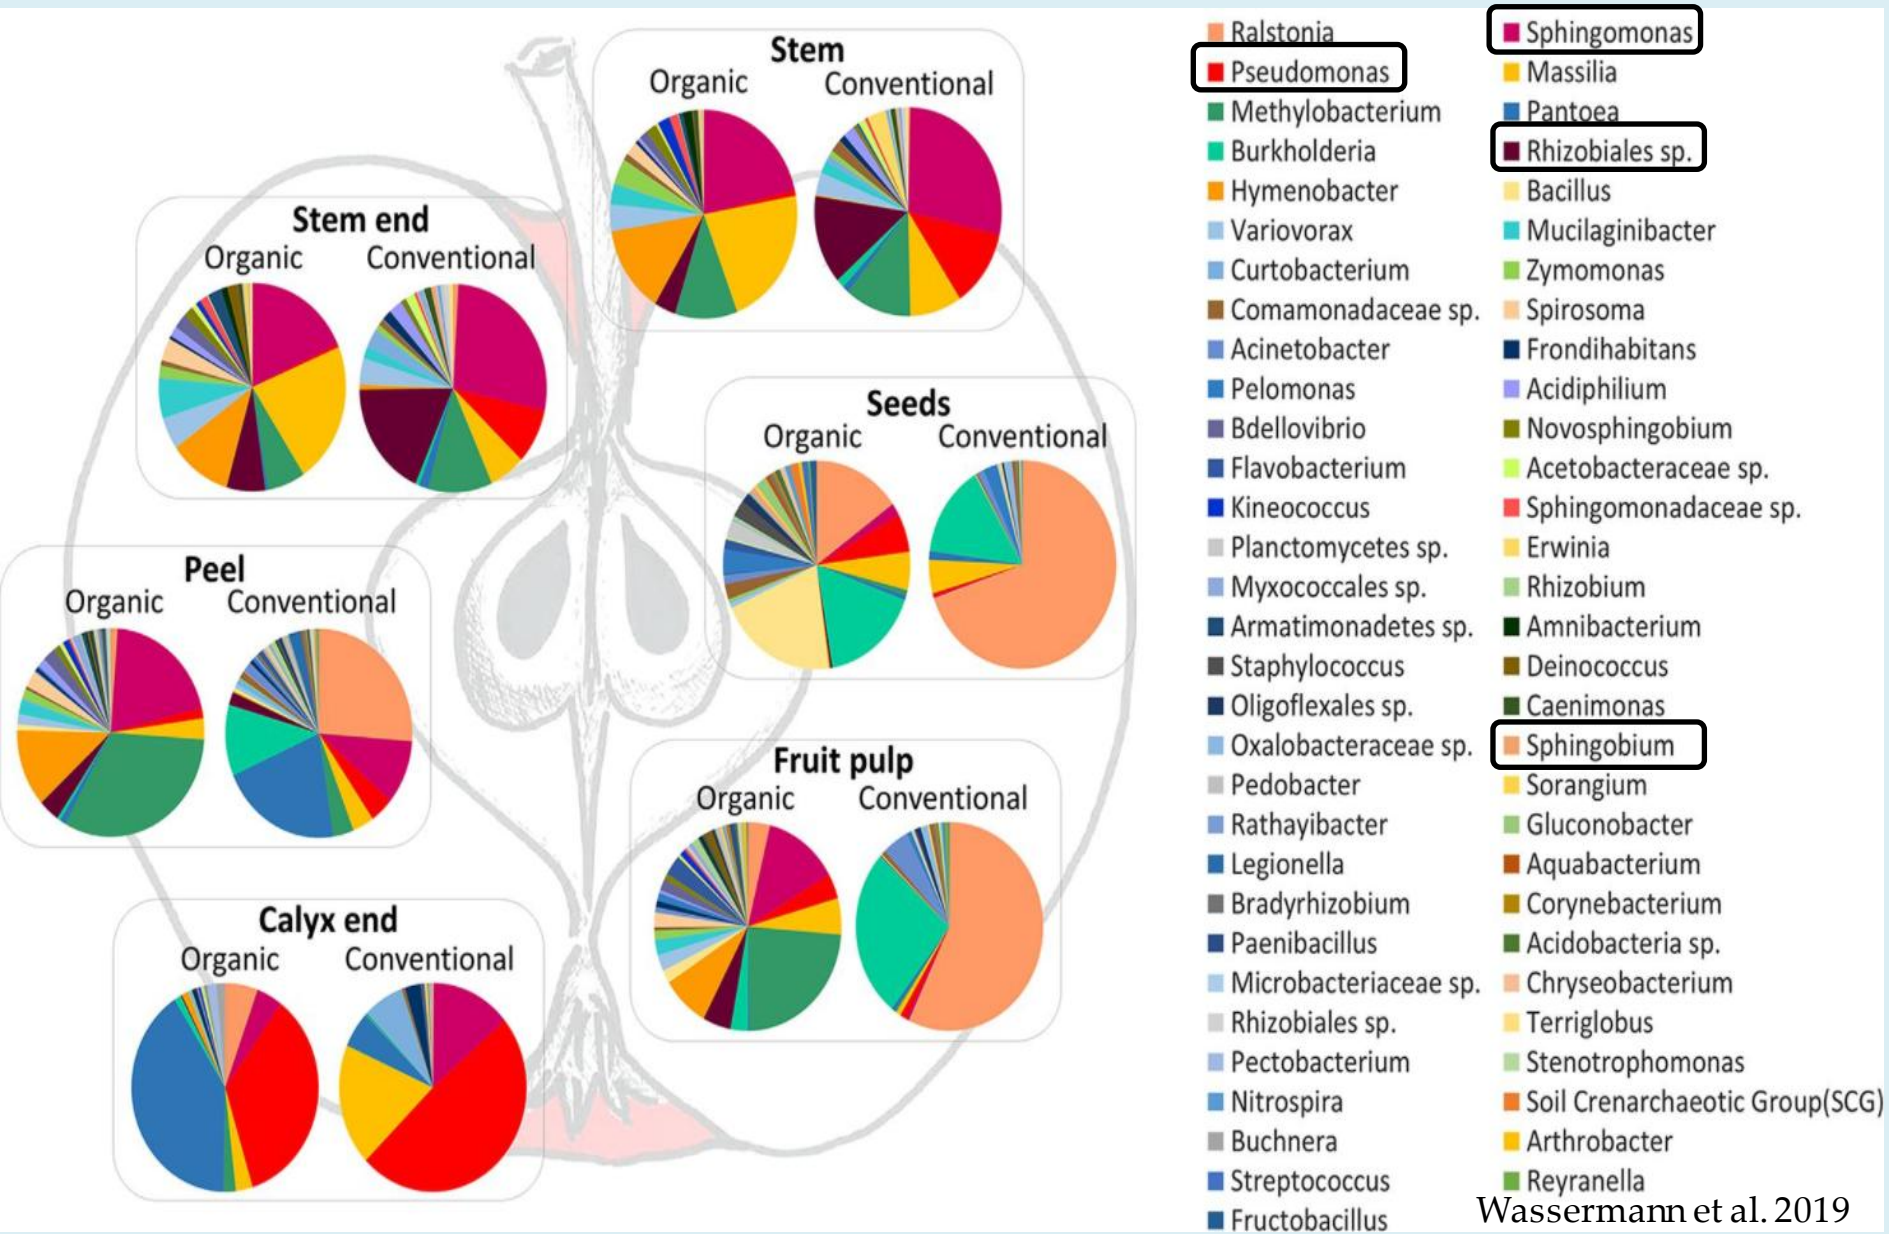 Stem
Organic
Conventional
Stem end
Organic
Conventional
Seeds
Organic
Conventional
Peel
Organic
Conventional
Fruit pulp
Organic
Conventional
Calyx end
Organic
Conventional
Ralstonia
Pseudomonas
Methylobacterium
Burkholderia
Hymenobacter
Variovorax
Curtobacterium
Comamonadaceae sp.
Acinetobacter
Pelomonas
Bdellovibrio
Flavobacterium
Kineococcus
Planctomycetes sp.
Myxococcales sp.
Armatimonadetes sp.
Staphylococcus
Oligoflexales sp.
Oxalobacteraceae sp.
Pedobacter
Rathayibacter
Legionella
Bradyrhizobium
Paenibacillus
Microbacteriaceae sp.
Rhizobiales sp.
Pectobacterium
Nitrospira
Buchnera
Streptococcus
Fructobacillus
Sphingomonas
Massilia
Pantoea
Rhizobiales sp.
Bacillus
Mucilaginibacter
Zymomonas
Spirosoma
Frondihabitans
Acidiphilium
Novosphingobium
Acetobacteraceae sp.
Sphingomonadaceae sp.
Erwinia
Rhizobium
Amnibacterium
Deinococcus
Caenimonas
Sphingobium
Sorangium
Gluconobacter
Aquabacterium
Corynebacterium
Acidobacteria sp.
Chryseobacterium
Terriglobus
Stenotrophomonas
Soil Crenarchaeotic Group(SCG)
Arthrobacter
Reyranella
Wassermann et al. 2019